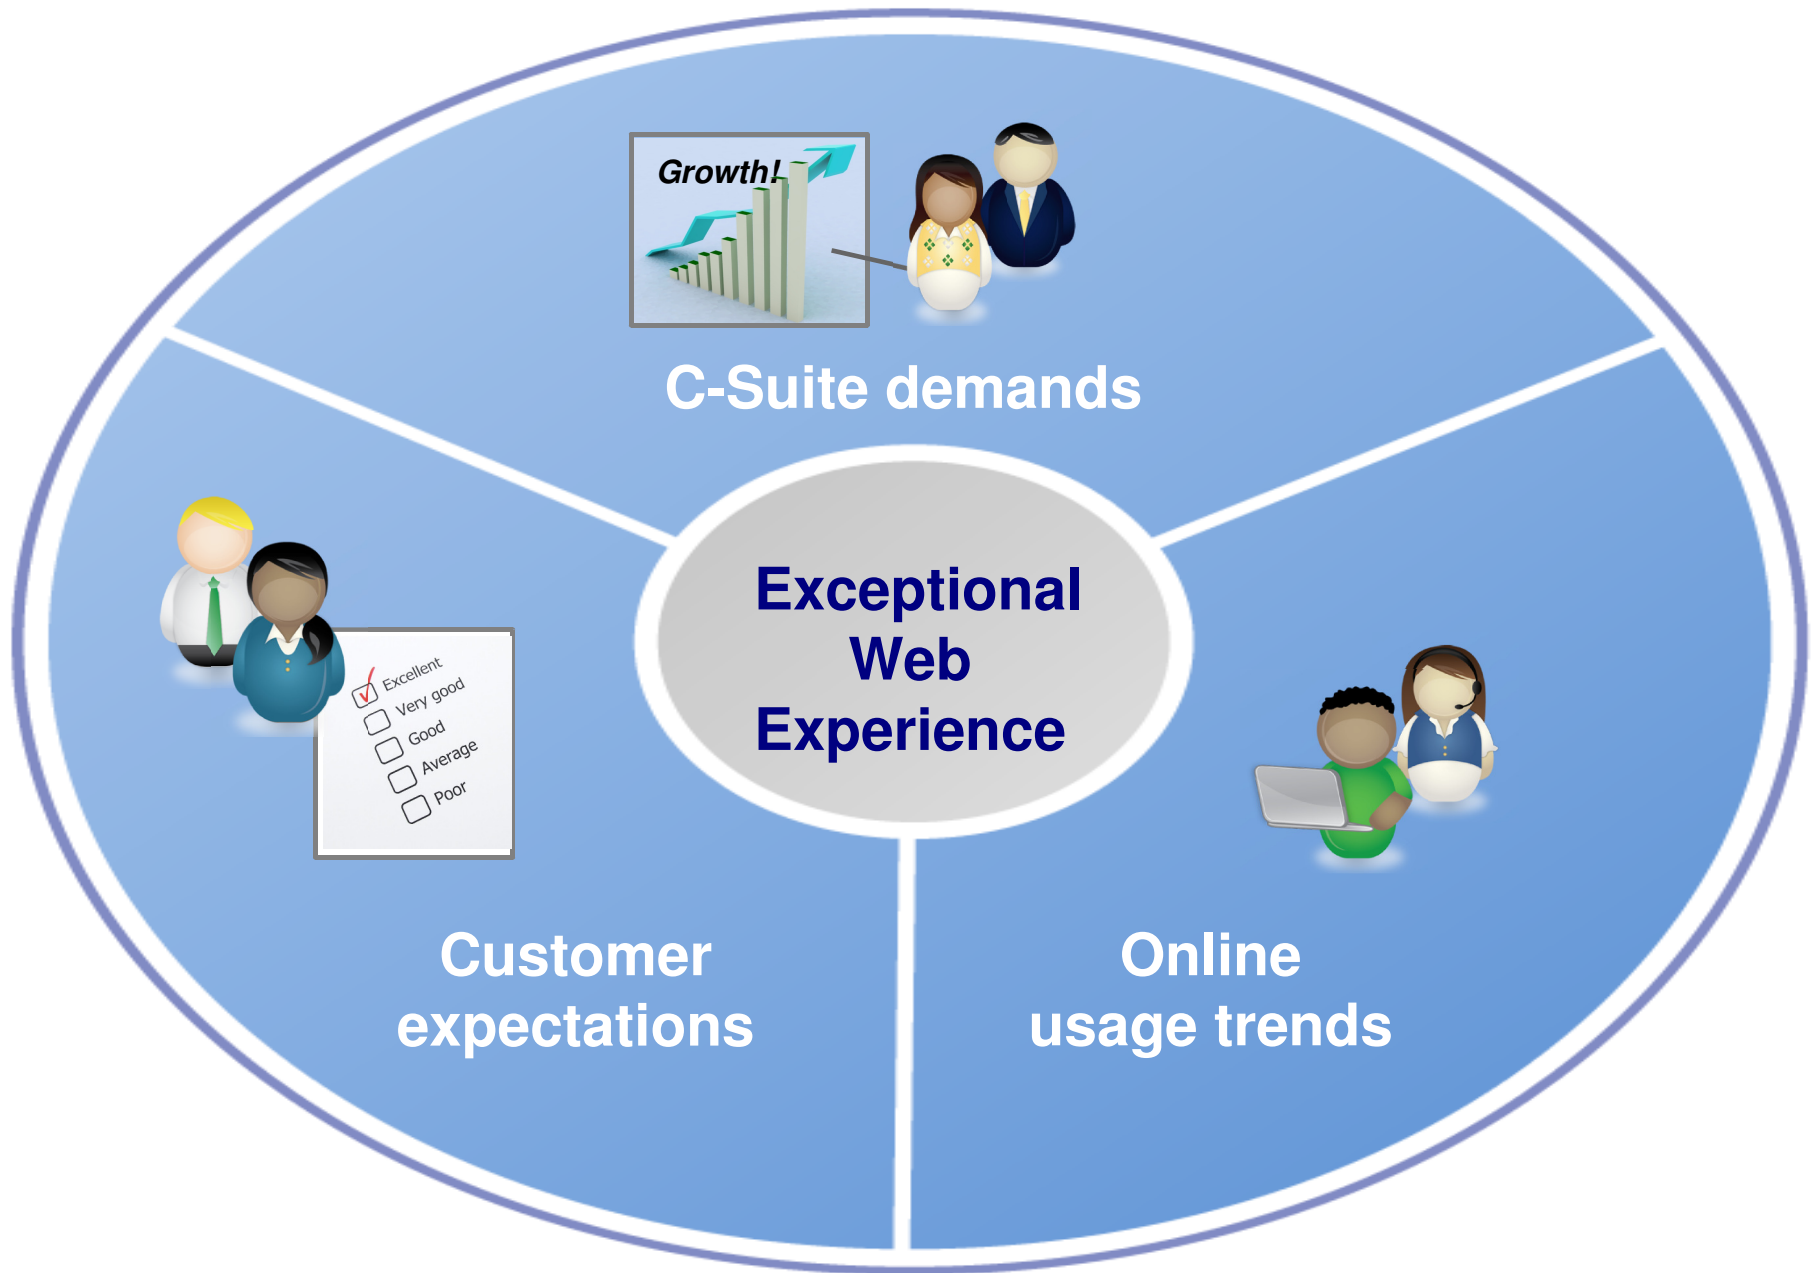 Growth!
C-Suite demands
Exceptional
Web
Experience
Excellent
Very good
Good
Average
Poor
Customer
expectations
Online
usage trends